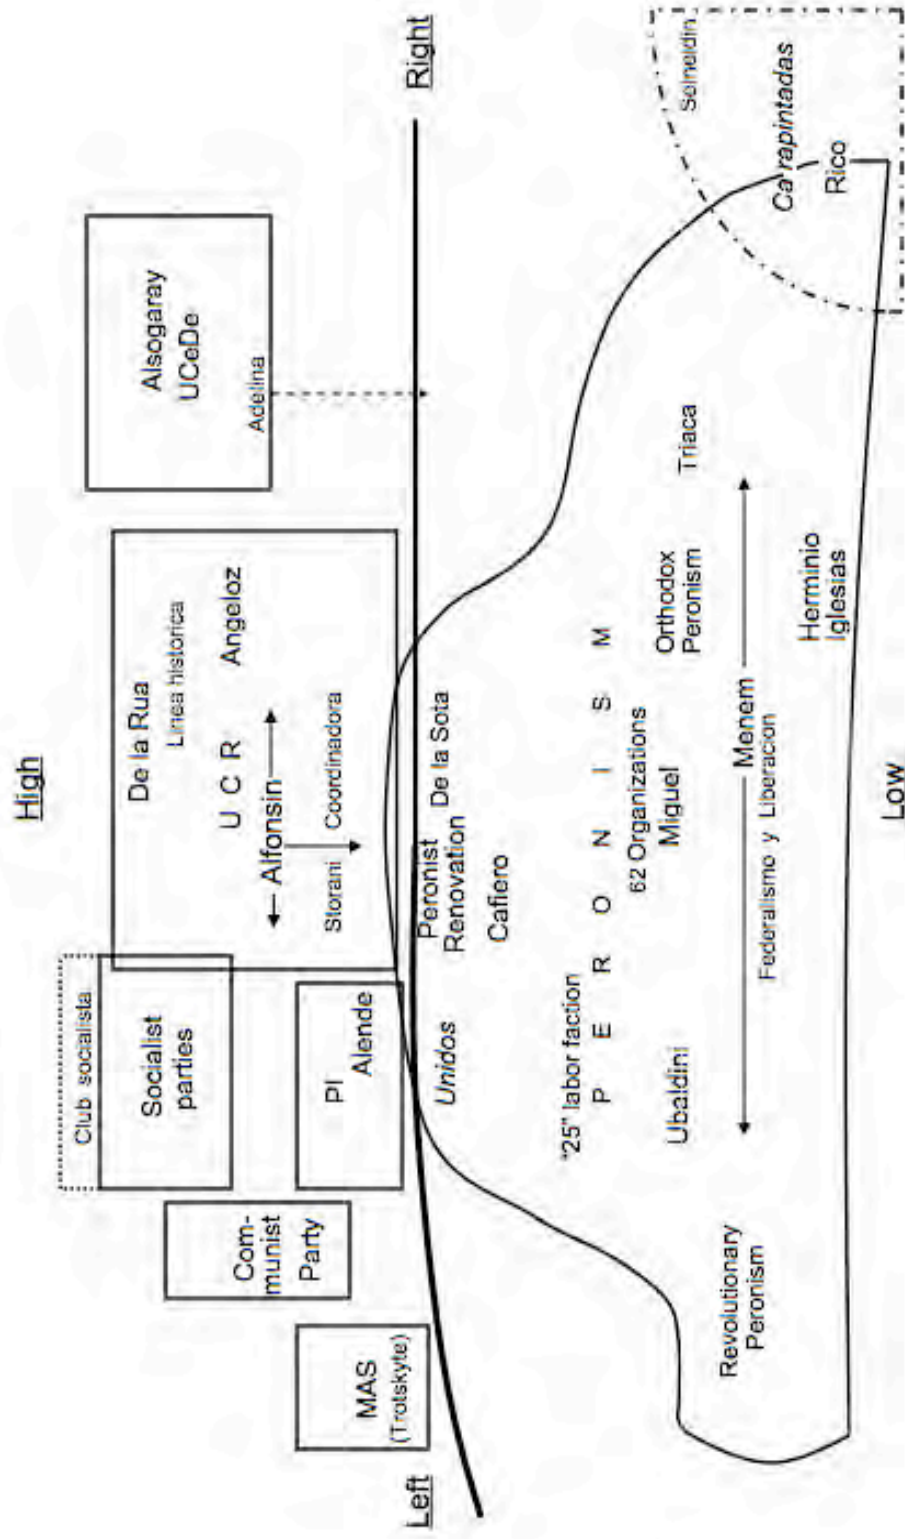 High
Left
Right
Low
Club socialista
Socialist
parties
Com-
munist
Party
MAS
(Trotskyte)
PI
Alende
De la Rua
Linea historica
U C R
Angeloz
Alfonsin
Storani
Coordinadora
Alsogaray
UCeDe
Adelina
Unidos
Peronist
Renovation
De la Sota
Cafiero
"25" labor faction
P E R O N I S M
Ubaldini
62 Organizations
Miguel
Orthodox
Peronism
Triaca
Revolutionary
Peronism
Menem
Federalismo y Liberacion
Herminio
Iglesias
Seineldin
Carapintadas
Rico